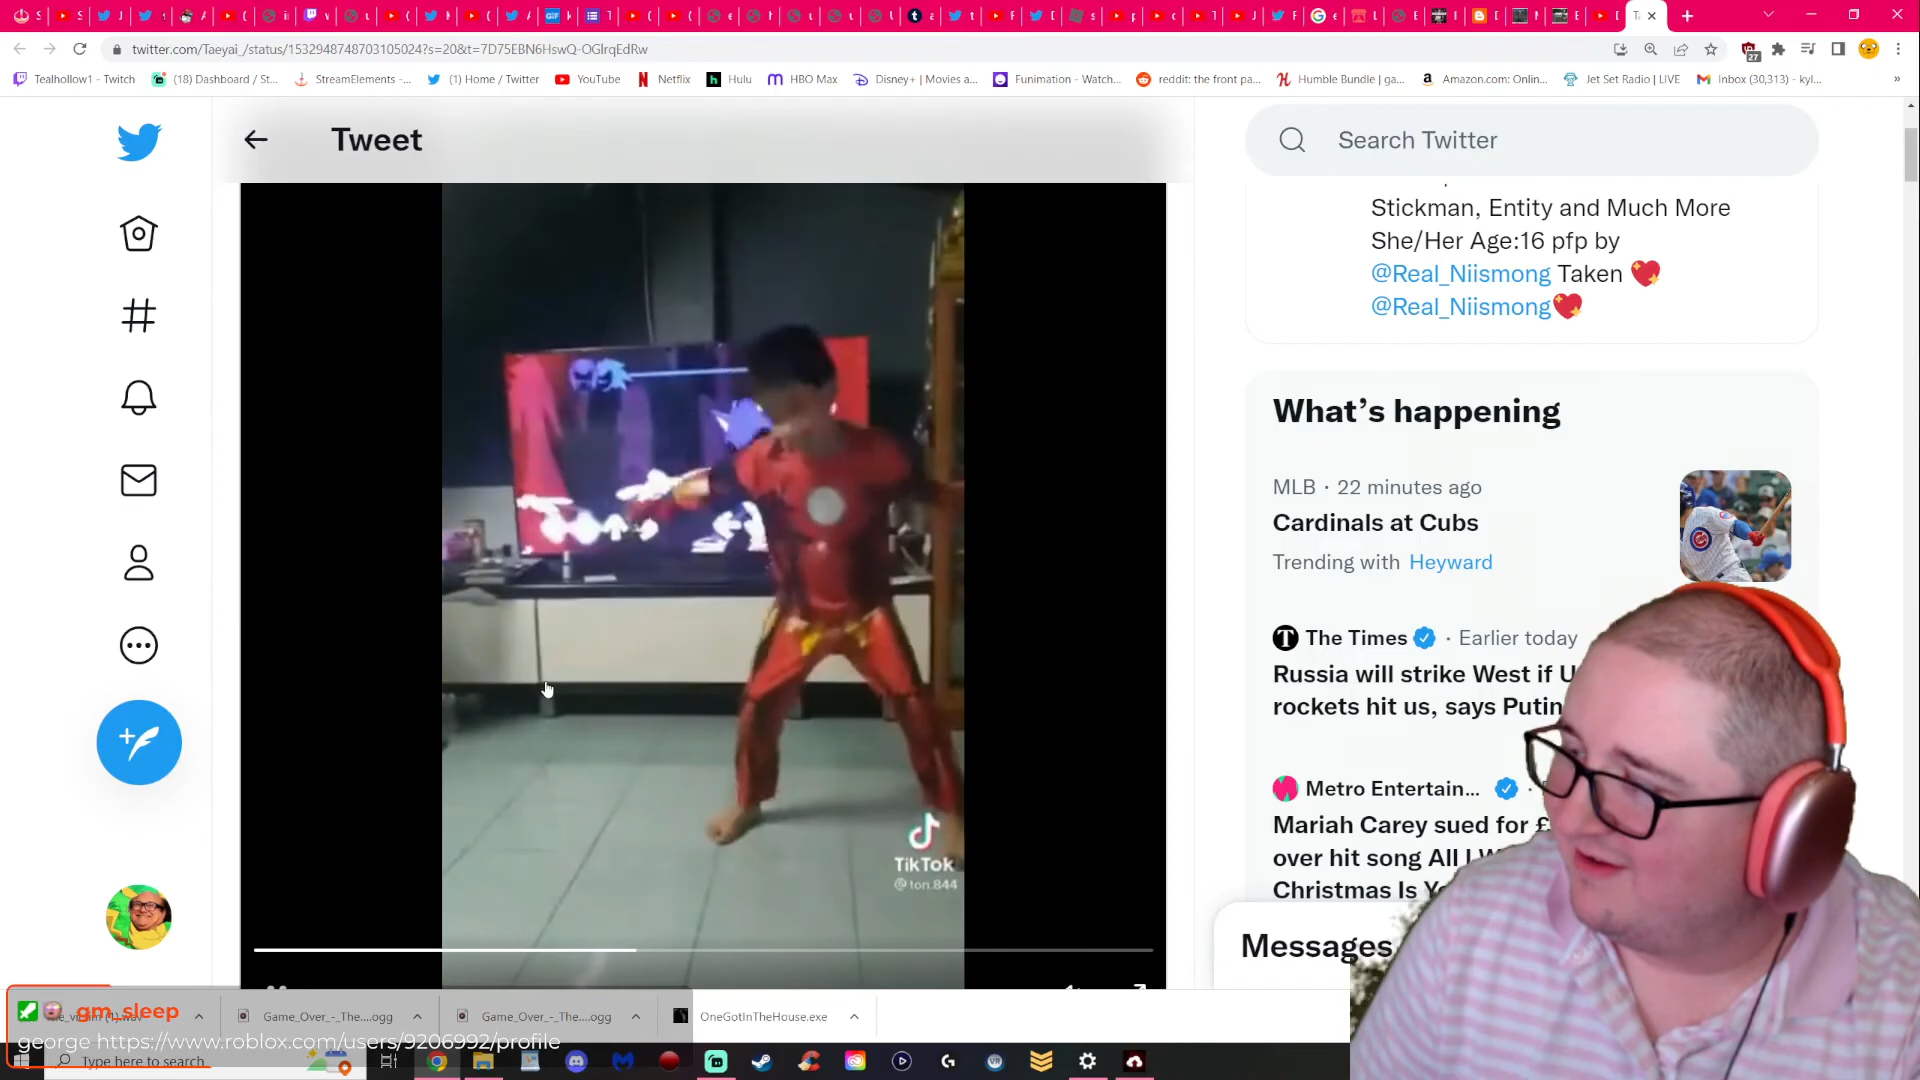 twitter.com/Taeyai_/status/1532948748703105024?s=20&t=7D75EBN6HswQ-OGlrqEdRw
Tealhollow1 - Twitch
(18) Dashboard / St...
StreamElements -...
(1) Home / Twitter
YouTube
Netflix
Hulu
HBO Max
Disney+ | Movies a...
Funimation - Watch...
reddit: the front pa...
Humble Bundle | ga...
Amazon.com: Onlin...
Jet Set Radio | LIVE
Inbox (30,313) - kyl...
Tweet
Search Twitter
Stickman, Entity and Much More
She/Her Age:16 pfp by
@Real_Niismong Taken
@Real_Niismong
What's happening
MLB · 22 minutes ago
Cardinals at Cubs
Trending with Heyward
The Times · Earlier today
Russia will strike West if U
rockets hit us, says Putin
Metro Entertain... ·
Mariah Carey sued for £
over hit song All I W
Christmas Is Y
Messages
TikTok
@ton.844
gm_sleep
george https://www.roblox.com/users/9206992/profile
Game_Over_-_The....ogg
Game_Over_-_The....ogg
OneGotInTheHouse.exe
Type here to search